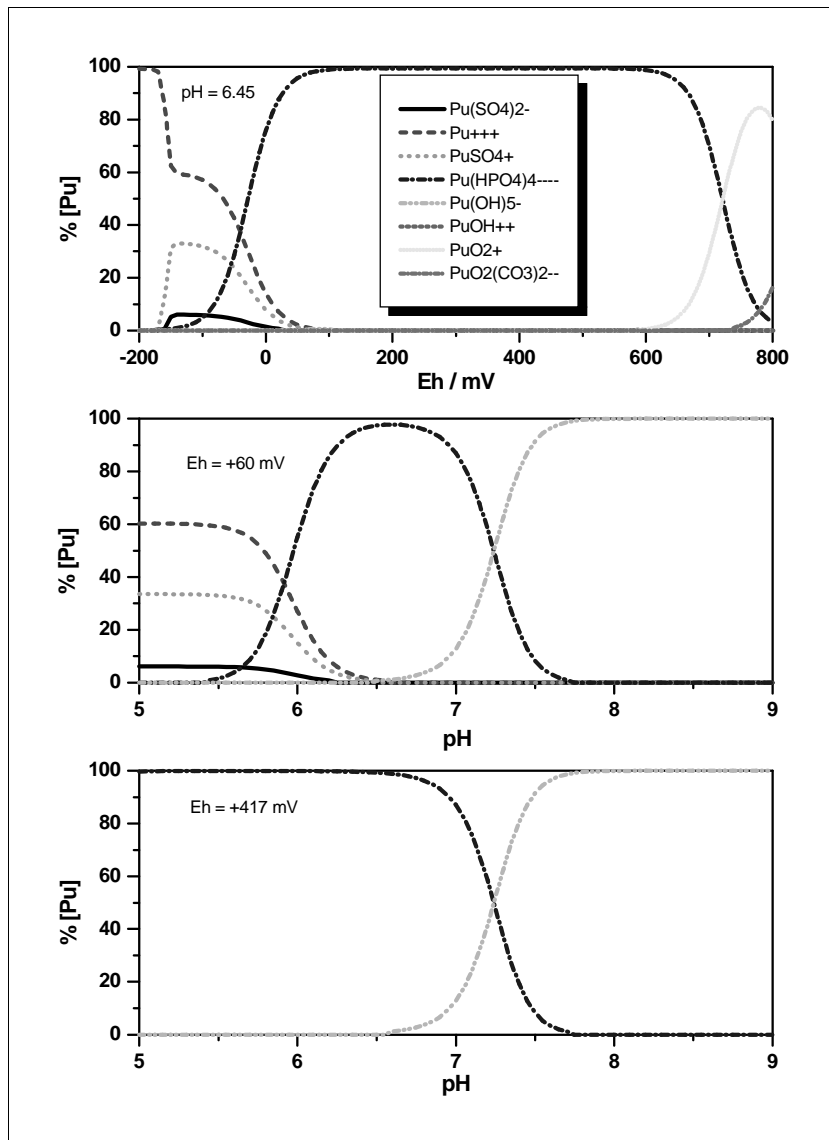 100
80
60
40
20
0
% [Pu]
pH = 6.45
Pu(SO4)2-
Pu+++
PuSO4+
Pu(HPO4)4----
Pu(OH)5-
PuOH++
PuO2+
PuO2(CO3)2--
-200 0 200 400 600 800
Eh / mV
100
80
60
40
20
0
% [Pu]
Eh = +60 mV
5 6 7 8 9
pH
100
80
60
40
20
0
% [Pu]
Eh = +417 mV
5 6 7 8 9
pH